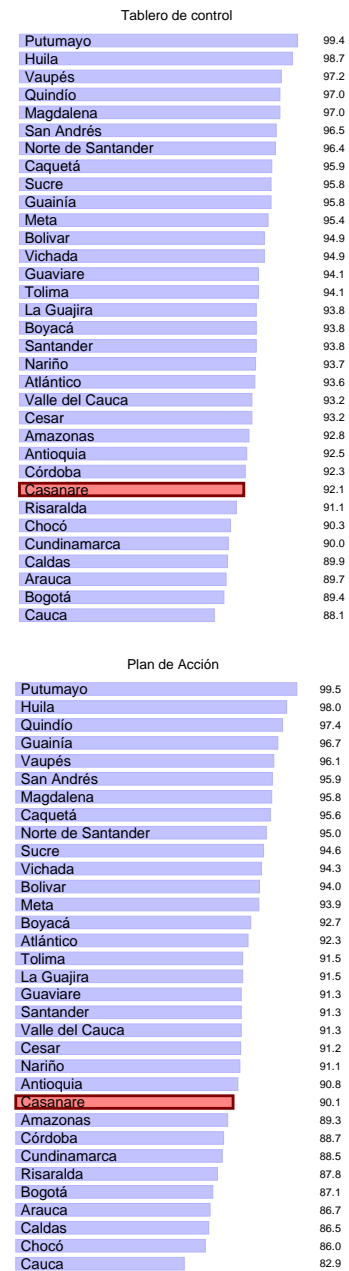 Tablero de control
Putumayo 99.4
Huila 98.7
Vaupés 97.2
Quindío 97.0
Magdalena 97.0
San Andrés 96.5
Norte de Santander 96.4
Caquetá 95.9
Sucre 95.8
Guainía 95.8
Meta 95.4
Bolivar 94.9
Vichada 94.9
Guaviare 94.1
Tolima 94.1
La Guajira 93.8
Boyacá 93.8
Santander 93.8
Nariño 93.7
Atlántico 93.6
Valle del Cauca 93.2
Cesar 93.2
Amazonas 92.8
Antioquia 92.5
Córdoba 92.3
Casanare 92.1
Risaralda 91.1
Chocó 90.3
Cundinamarca 90.0
Caldas 89.9
Arauca 89.7
Bogotá 89.4
Cauca 88.1
Plan de Acción
Putumayo 99.5
Huila 98.0
Quindío 97.4
Guainía 96.7
Vaupés 96.1
San Andrés 95.9
Magdalena 95.8
Caquetá 95.6
Norte de Santander 95.0
Sucre 94.6
Vichada 94.3
Bolivar 94.0
Meta 93.9
Boyacá 92.7
Atlántico 92.3
Tolima 91.5
La Guajira 91.5
Guaviare 91.3
Santander 91.3
Valle del Cauca 91.3
Cesar 91.2
Nariño 91.1
Antioquia 90.8
Casanare 90.1
Amazonas 89.3
Córdoba 88.7
Cundinamarca 88.5
Risaralda 87.8
Bogotá 87.1
Arauca 86.7
Caldas 86.5
Chocó 86.0
Cauca 82.9